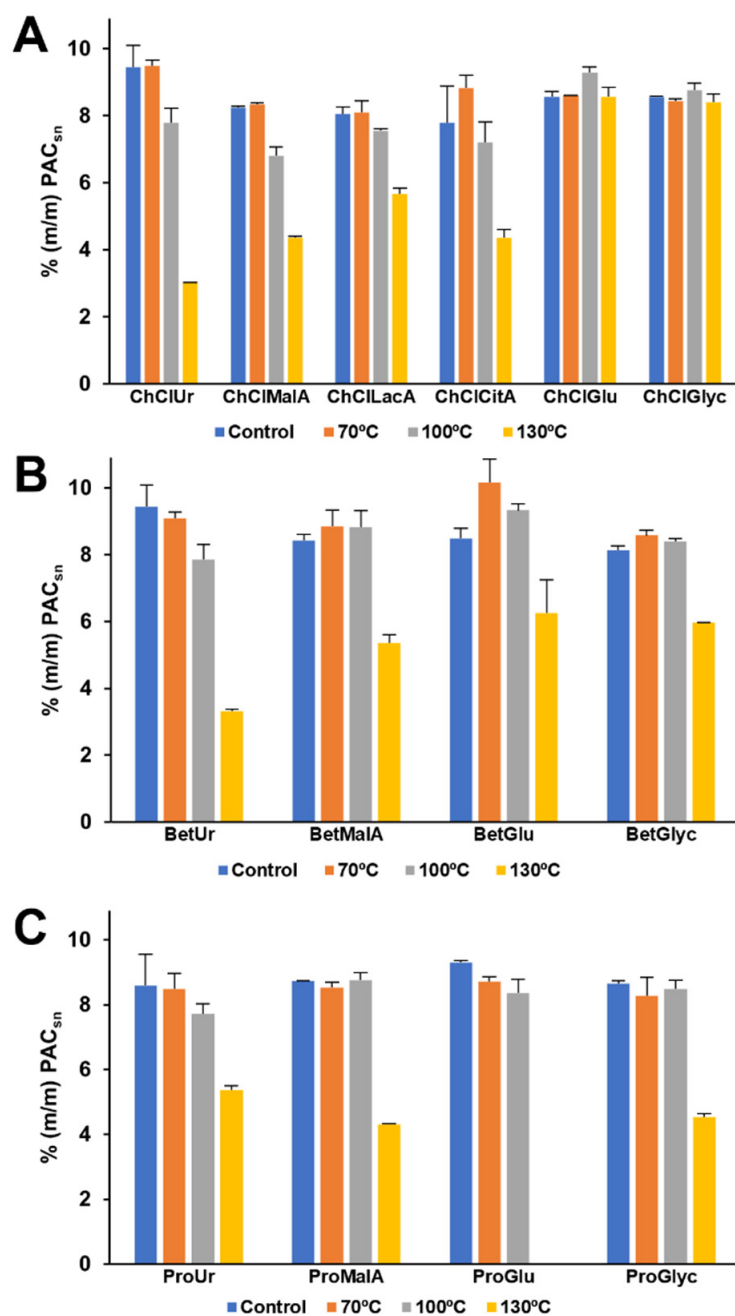 A
% (m/m) PACsn
10
8
6
4
2
0
ChClUr ChClMalA ChClLacA ChClCitA ChClGlu ChClGlyc
Control 70ºC 100ºC 130ºC
B
% (m/m) PACsn
10
8
6
4
2
0
BetUr BetMalA BetGlu BetGlyc
Control 70ºC 100ºC 130ºC
C
% (m/m) PACsn
10
8
6
4
2
0
ProUr ProMalA ProGlu ProGlyc
Control 70ºC 100ºC 130ºC